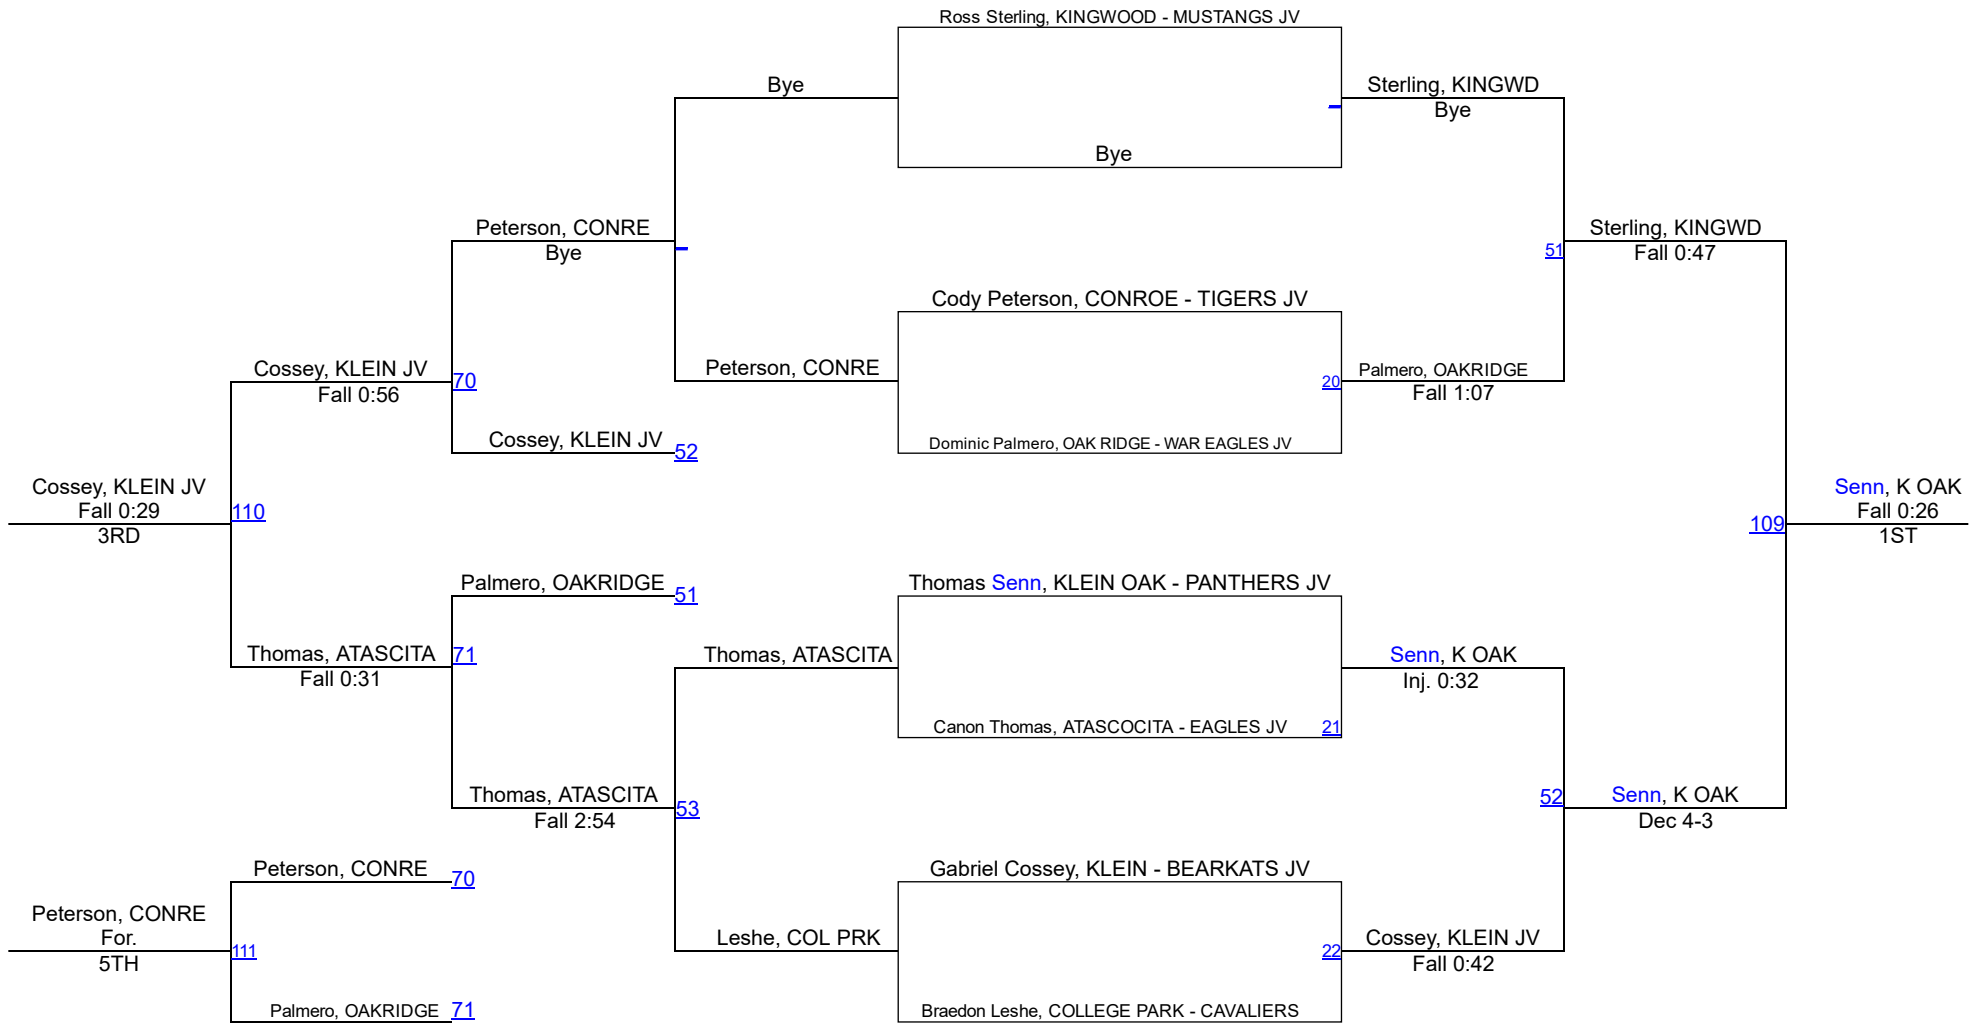 Ross Sterling, KINGWOOD - MUSTANGS JV
Bye
Sterling, KINGWD
Bye
Bye
Peterson, CONRE
Bye
Sterling, KINGWD
51
Fall 0:47
Cody Peterson, CONROE - TIGERS JV
Cossey, KLEIN JV
Fall 0:56
70
Peterson, CONRE
20
Palmero, OAKRIDGE
Fall 1:07
Cossey, KLEIN JV
52
Dominic Palmero, OAK RIDGE - WAR EAGLES JV
Cossey, KLEIN JV
Fall 0:29
3RD
110
109
Senn, K OAK
Fall 0:26
1ST
Palmero, OAKRIDGE
51
Thomas Senn, KLEIN OAK - PANTHERS JV
Thomas, ATASCITA
Fall 0:31
71
Thomas, ATASCITA
Senn, K OAK
Inj. 0:32
Canon Thomas, ATASCOCITA - EAGLES JV
21
Thomas, ATASCITA
Fall 2:54
53
52
Senn, K OAK
Dec 4-3
Peterson, CONRE
70
Gabriel Cossey, KLEIN - BEARKATS JV
Peterson, CONRE
For.
5TH
111
Leshe, COL PRK
22
Cossey, KLEIN JV
Fall 0:42
Palmero, OAKRIDGE
71
Braedon Leshe, COLLEGE PARK - CAVALIERS